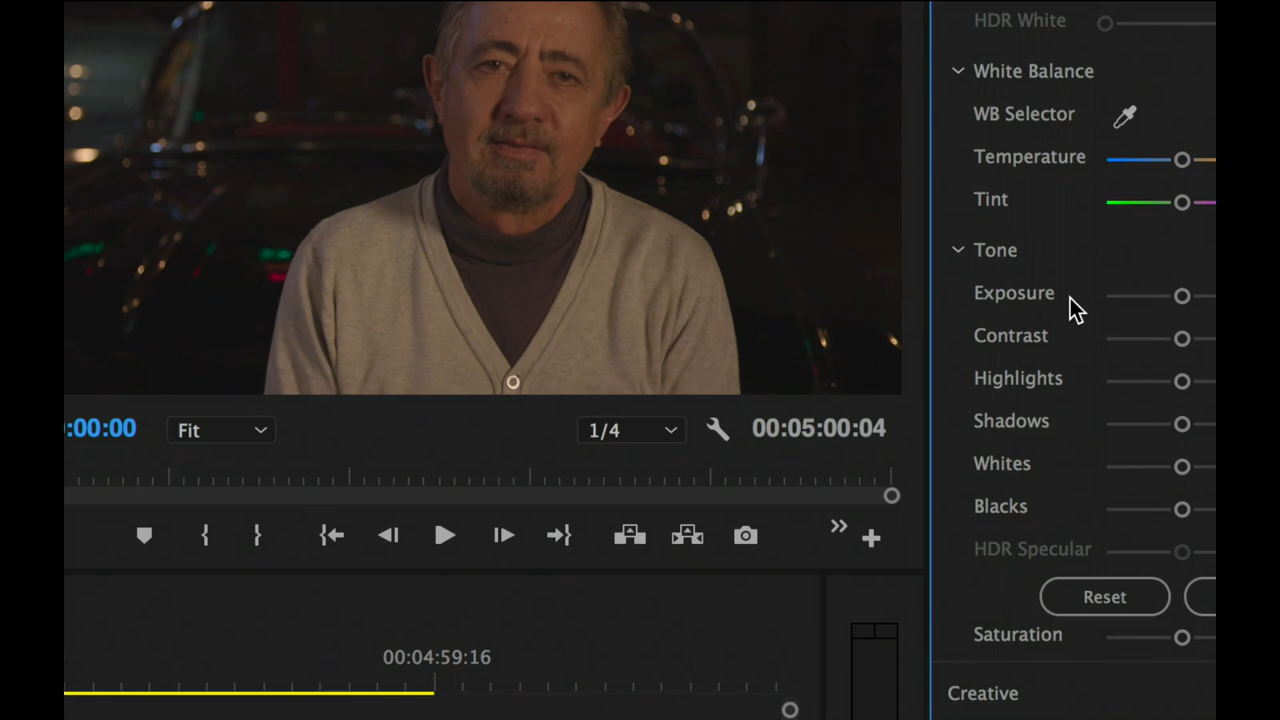 HDR White
White Balance
WB Selector
Temperature
Tint
Tone
Exposure
Contrast
Highlights
Shadows
Whites
Blacks
HDR Specular
Reset
Saturation
Creative
:00:00
Fit
1/4
00:05:00:04
00:04:59:16